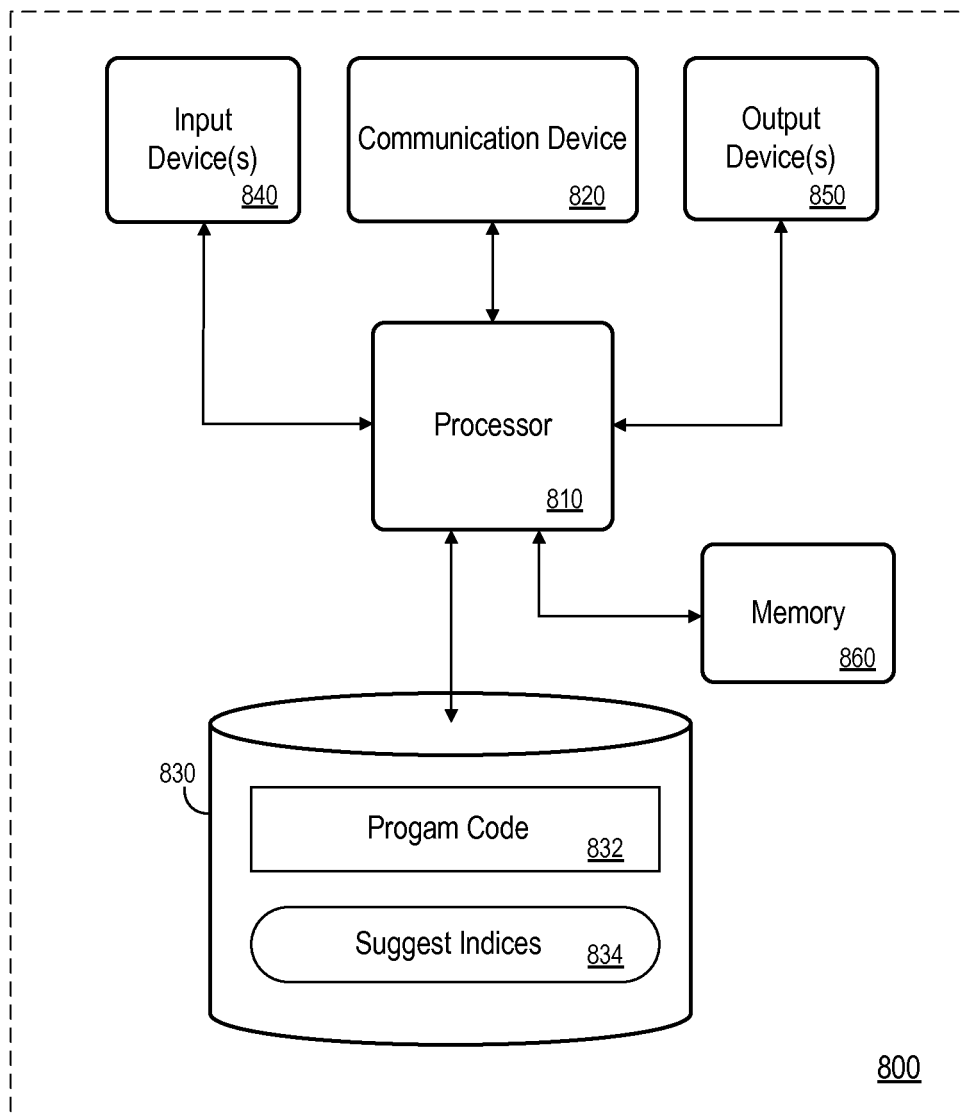 Input
Device(s)
840
Communication Device
820
Output
Device(s)
850
Processor
810
Memory
860
830
Progam Code
832
Suggest Indices
834
800